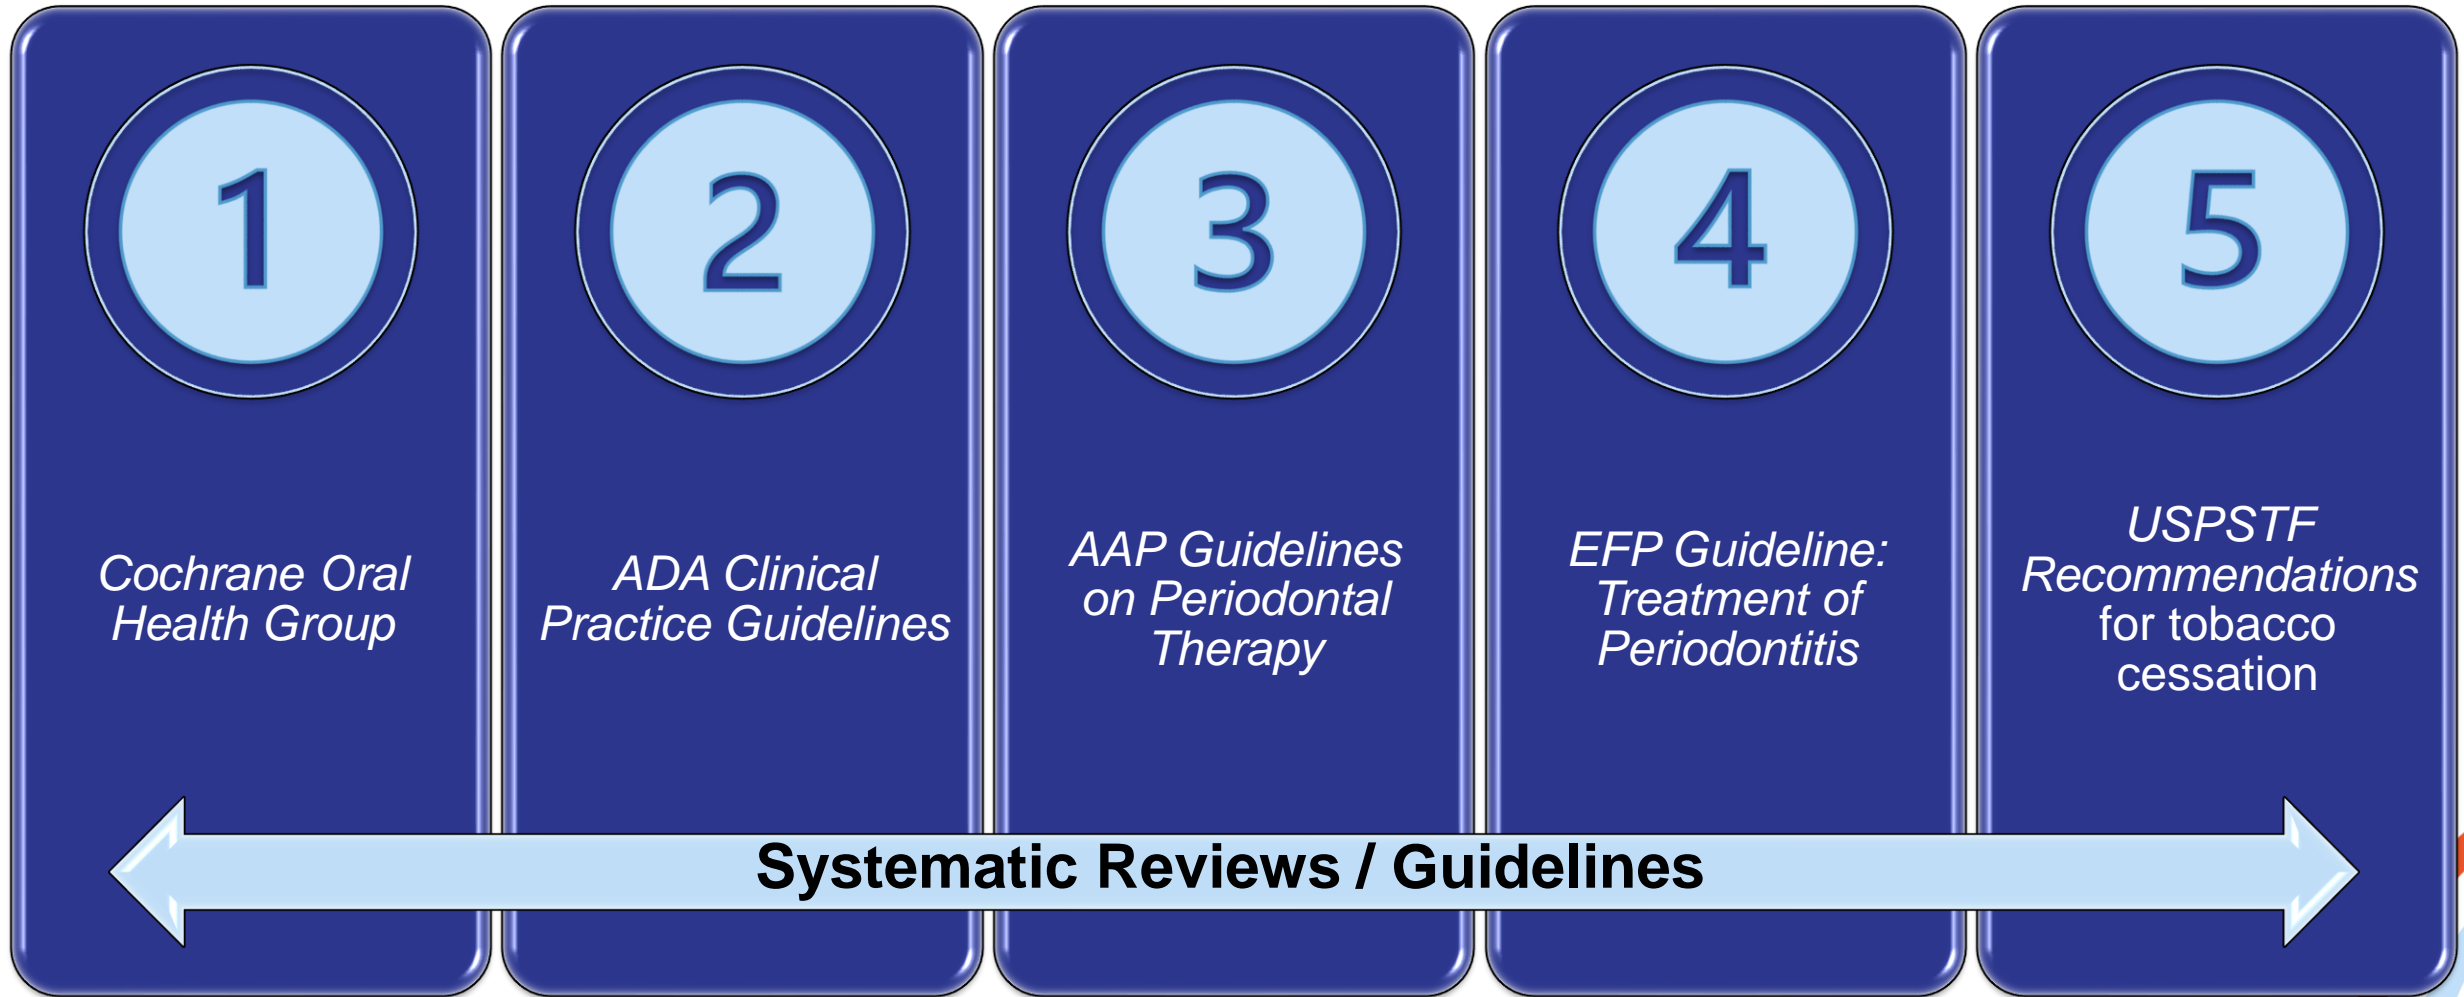 1
Cochrane Oral
Health Group
2
ADA Clinical
Practice Guidelines
3
AAP Guidelines
on Periodontal
Therapy
4
EFP Guideline:
Treatment of
Periodontitis
5
USPSTF
Recommendations
for tobacco
cessation
Systematic Reviews / Guidelines